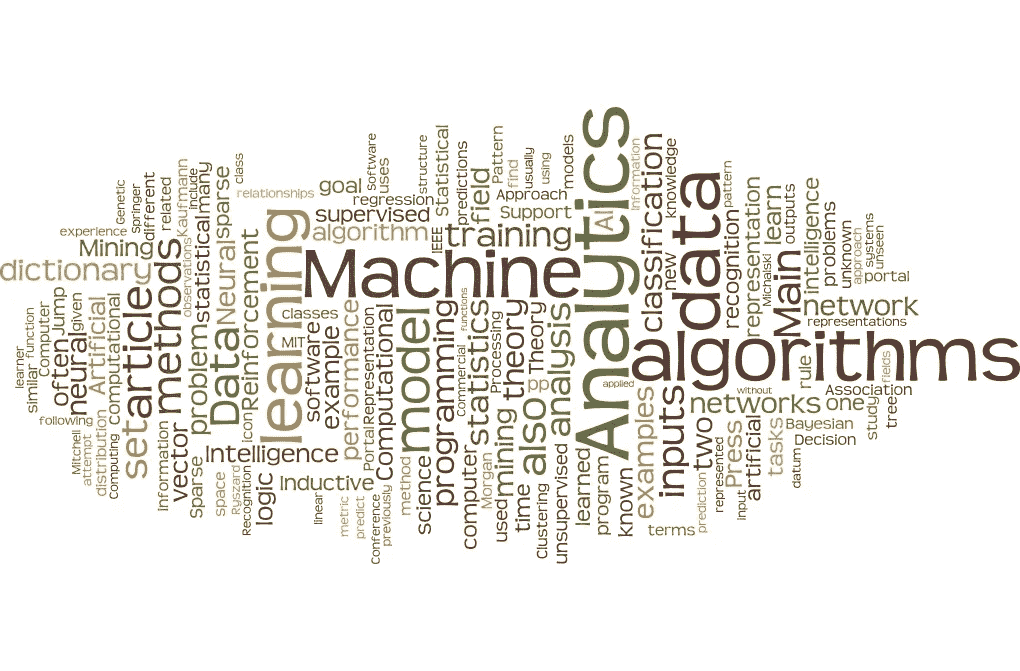 Analytics
Machine
algorithms
data
learning
model
methods
article
Data
Main
inputs
network
networks
training
also
set
theory
analysis
classification
programming
statistics
neural
Neural
dictionary
Mining
mining
examples
example
supervised
algorithm
field
AI
Information
knowledge
new
models
using
usually
find
Pattern
Approach
Support
predictions
Statistical
structure
IEEE
regression
uses
Software
goal
relationships
class
sparse
many
statistical
include
Kaufmann
observations
related
different
Springer
Genetic
experience
Reinforcement
problem
classes
MIT
software
performance
Representation
Portal
Computational
functions
Commercial
Processing
Theory
pp
applied
recognition
pattern
representation
Michalski
learn
outputs
intelligence
problems
unknown
approach
systems
unseen
portal
representations
rule
fields
Association
without
one
study
tree
Bayesian
Decision
datum
tasks
artificial
Press
input
represented
two
prediction
terms
known
program
learned
unsupervised
Clustering
time
used
Morgan
computer
science
method
previously
Conference
predict
metric
linear
Inductive
Intelligence
logic
icon
Recognition
Ryszard
space
Sparse
vector
information
Computing
Computational
distribution
attempt
Mitchell
following
Artificial
given
Jump
often
Computer
function
similar
learner